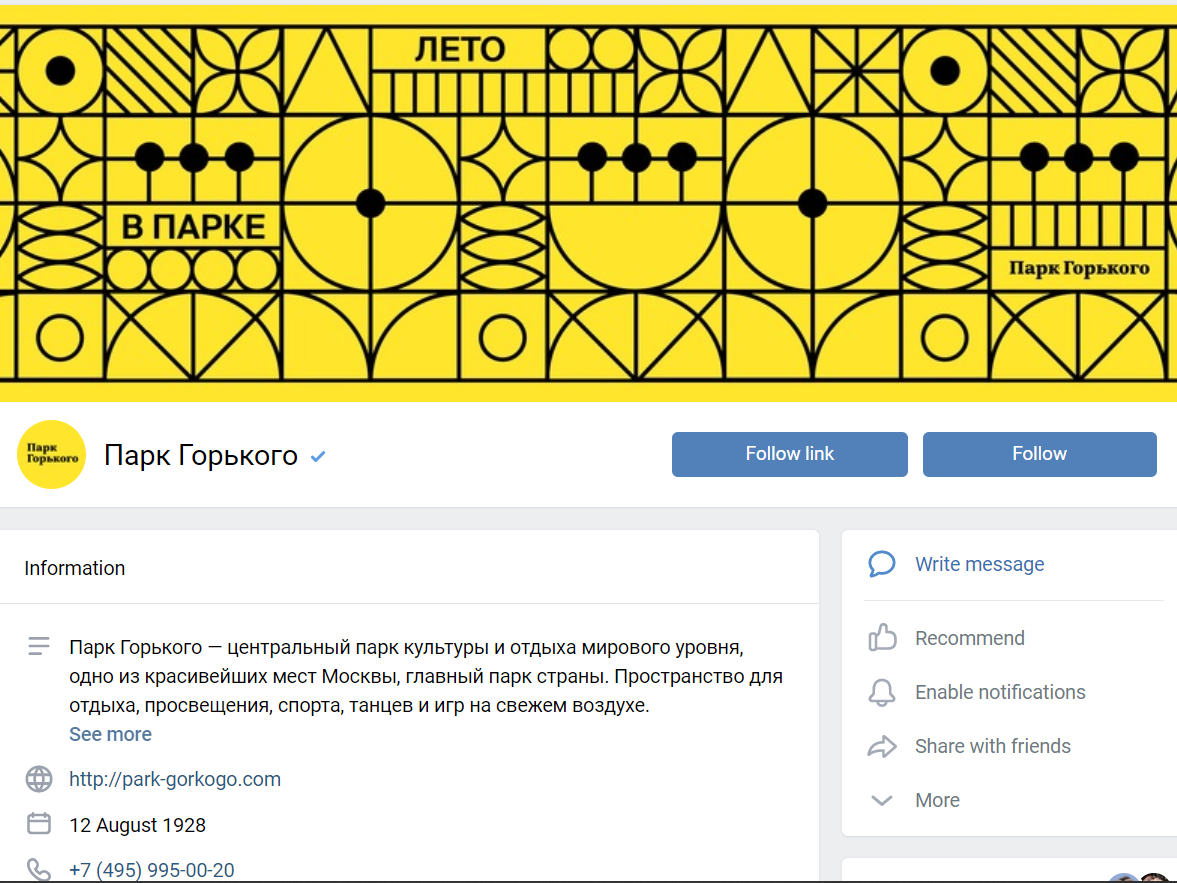 ЛЕТО
В ПАРКЕ
Парк Горького
Парк
Горького
Парк Горького
Follow link
Follow
Information
Парк Горького — центральный парк культуры и отдыха мирового уровня,
одно из красивейших мест Москвы, главный парк страны. Пространство для
отдыха, просвещения, спорта, танцев и игр на свежем воздухе.
See more
http://park-gorkogo.com
12 August 1928
+7 (495) 995-00-20
Write message
Recommend
Enable notifications
Share with friends
More